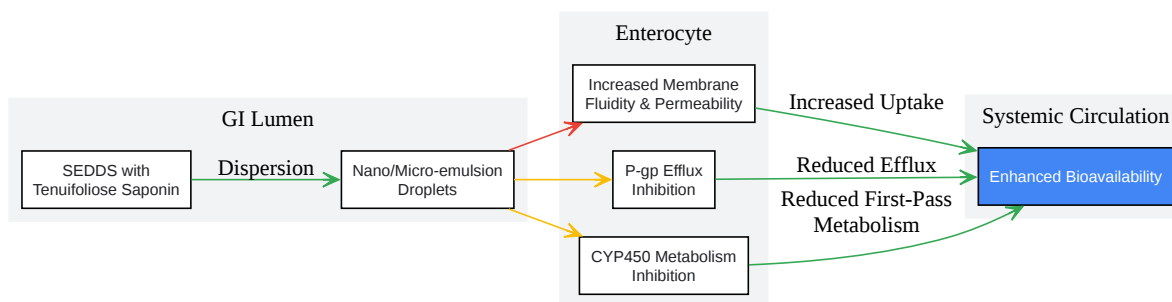 GI Lumen
SEDDS with
Tenuifoliose Saponin
Dispersion
Nano/Micro-emulsion
Droplets
Enterocyte
Increased Membrane
Fluidity & Permeability
P-gp Efflux
Inhibition
CYP450 Metabolism
Inhibition
Increased Uptake
Reduced Efflux
Reduced First-Pass
Metabolism
Systemic Circulation
Enhanced Bioavailability